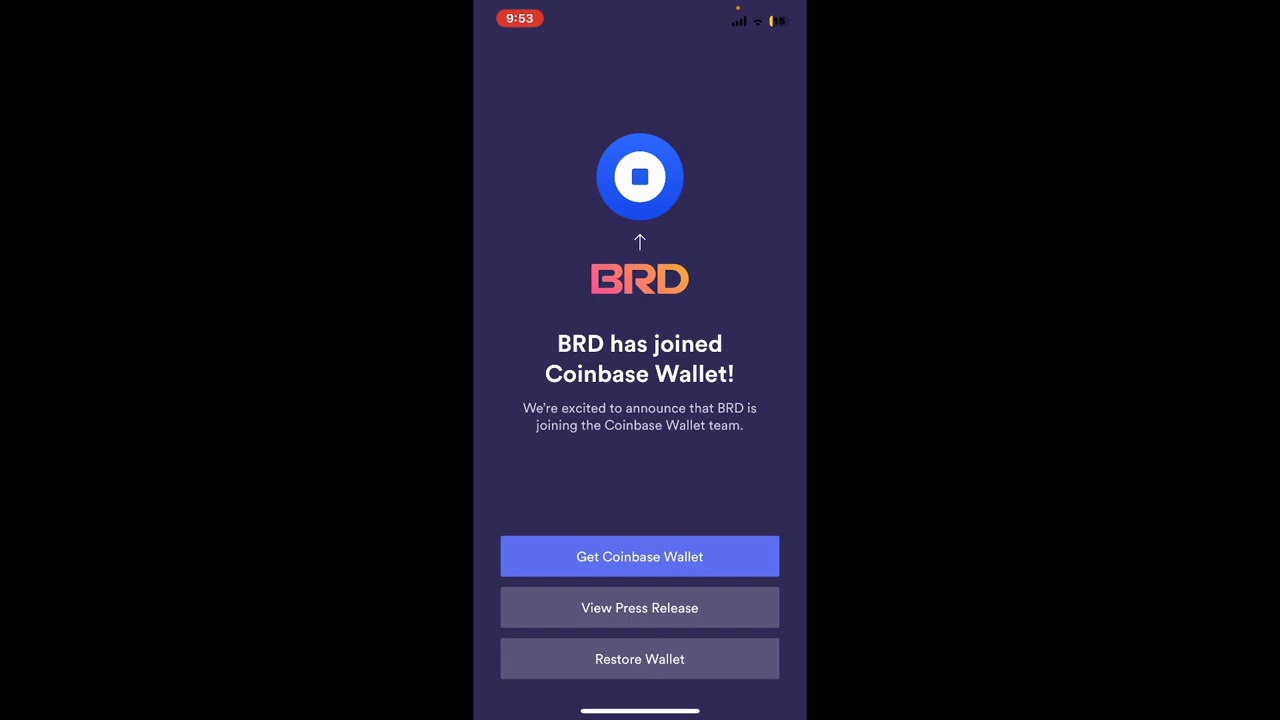 9:53
15
BRD
BRD has joined
Coinbase Wallet!
We're excited to announce that BRD is
joining the Coinbase Wallet team.
Get Coinbase Wallet
View Press Release
Restore Wallet